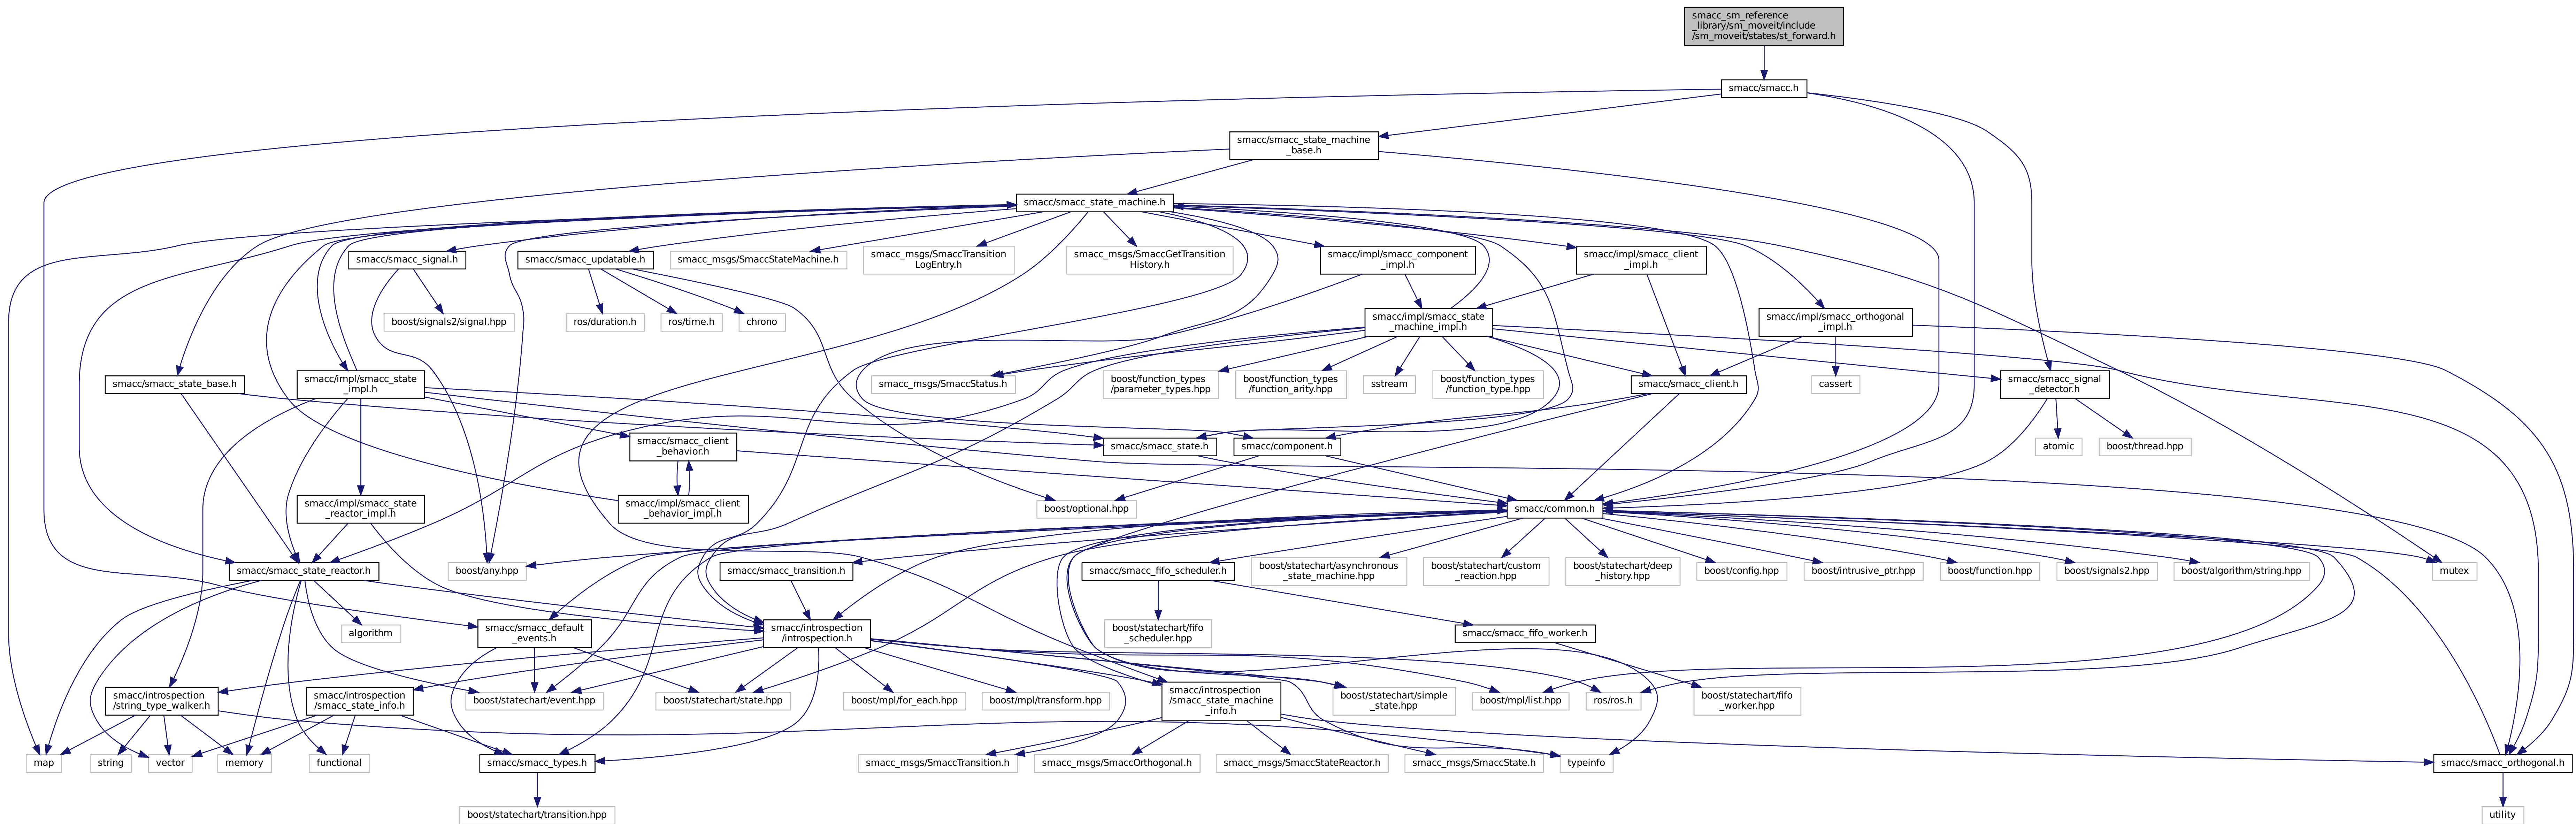 smacc_sm_reference
_library/sm_moveit/include
/sm_moveit/states/st_forward.h
smacc/smacc.h
smacc/smacc_state_machine
_base.h
smacc/smacc_state_machine.h
smacc/smacc_signal.h
smacc/smacc_updatable.h
smacc_msgs/SmaccStateMachine.h
smacc_msgs/SmaccTransition
LogEntry.h
smacc_msgs/SmaccGetTransition
History.h
smacc/impl/smacc_component
_impl.h
smacc/impl/smacc_client
_impl.h
boost/signals2/signal.hpp
ros/duration.h
ros/time.h
chrono
smacc/impl/smacc_state
_machine_impl.h
smacc/impl/smacc_orthogonal
_impl.h
smacc/smacc_state_base.h
smacc/impl/smacc_state
_impl.h
smacc_msgs/SmaccStatus.h
boost/function_types
/parameter_types.hpp
boost/function_types
/function_arity.hpp
sstream
boost/function_types
/function_type.hpp
smacc/smacc_client.h
cassert
smacc/smacc_signal
_detector.h
smacc/smacc_client
_behavior.h
smacc/smacc_state.h
smacc/component.h
atomic
boost/thread.hpp
smacc/impl/smacc_state
_reactor_impl.h
smacc/impl/smacc_client
_behavior_impl.h
boost/optional.hpp
smacc/common.h
smacc/smacc_state_reactor.h
boost/any.hpp
smacc/smacc_transition.h
smacc/smacc_fifo_scheduler.h
boost/statechart/asynchronous
_state_machine.hpp
boost/statechart/custom
_reaction.hpp
boost/statechart/deep
_history.hpp
boost/config.hpp
boost/intrusive_ptr.hpp
boost/function.hpp
boost/signals2.hpp
boost/algorithm/string.hpp
mutex
algorithm
smacc/smacc_default
_events.h
smacc/introspection
/introspection.h
boost/statechart/fifo
_scheduler.hpp
smacc/smacc_fifo_worker.h
smacc/introspection
/string_type_walker.h
smacc/introspection
/smacc_state_info.h
boost/statechart/event.hpp
boost/statechart/state.hpp
boost/mpl/for_each.hpp
boost/mpl/transform.hpp
smacc/introspection
/smacc_state_machine
_info.h
boost/statechart/simple
_state.hpp
boost/mpl/list.hpp
ros/ros.h
boost/statechart/fifo
_worker.hpp
map
string
vector
memory
functional
smacc/smacc_types.h
smacc_msgs/SmaccTransition.h
smacc_msgs/SmaccOrthogonal.h
smacc_msgs/SmaccStateReactor.h
smacc_msgs/SmaccState.h
typeinfo
smacc/smacc_orthogonal.h
boost/statechart/transition.hpp
utility